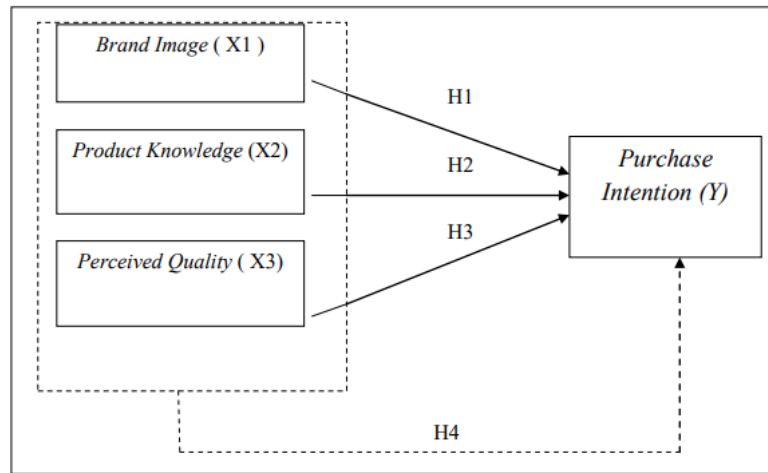 Brand Image ( X1 )
H1
Product Knowledge (X2)
H2
Purchase
Intention (Y)
Perceived Quality ( X3)
H3
H4